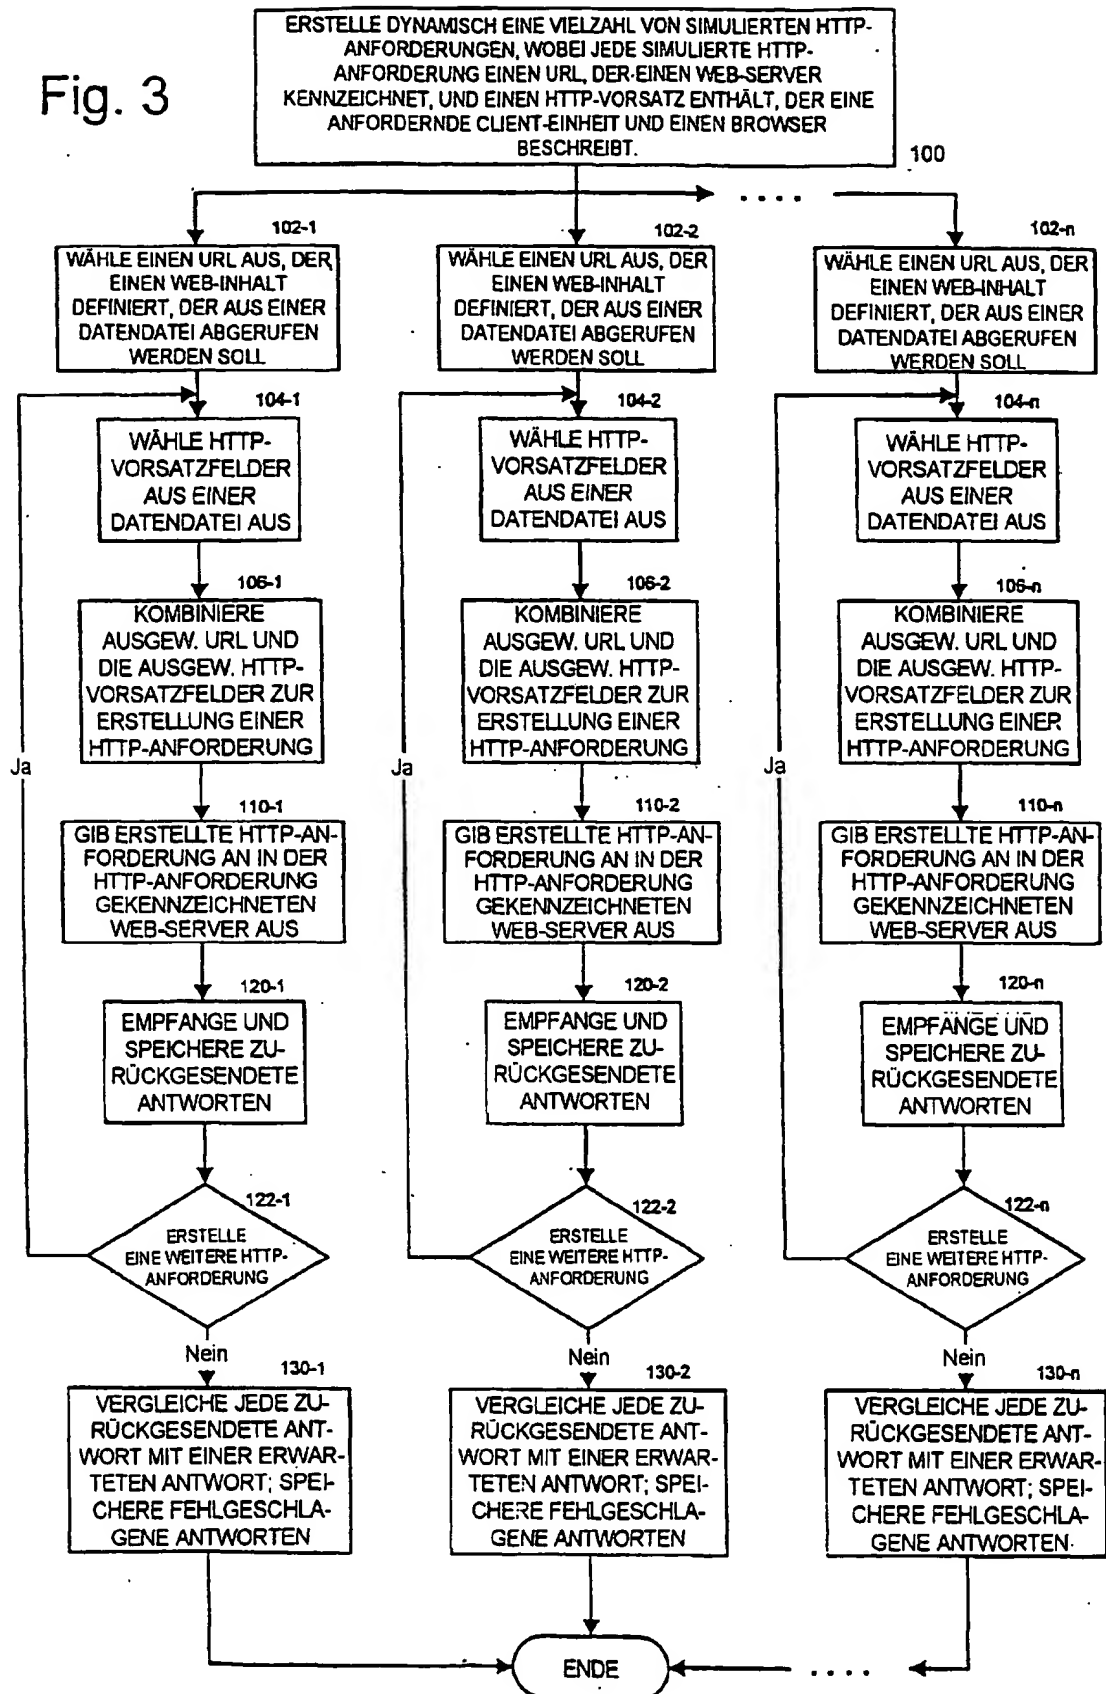 Fig. 3
ERSTELLE DYNAMISCH EINE VIELZAHL VON SIMULIERTEN HTTP-
ANFORDERUNGEN, WOBEI JEDE SIMULIERTE HTTP-
ANFORDERUNG EINEN URL, DER EINEN WEB-SERVER
KENNZEICHNET, UND EINEN HTTP-VORSATZ ENTHÄLT, DER EINE
ANFORDERNDE CLIENT-EINHEIT UND EINEN BROWSER
BESCHREIBT.
100
102-1
WÄHLE EINEN URL AUS, DER
EINEN WEB-INHALT
DEFINIERT, DER AUS EINER
DATENDATEI ABGERUFEN
WERDEN SOLL
104-1
WÄHLE HTTP-
VORSATZFELDER
AUS EINER
DATENDATEI AUS
106-1
KOMBINIERE
AUSGEW. URL UND
DIE AUSGEW. HTTP-
VORSATZFELDER ZUR
ERSTELLUNG EINER
HTTP-ANFORDERUNG
Ja
110-1
GIB ERSTELLTE HTTP-AN-
FORDERUNG AN IN DER
HTTP-ANFORDERUNG
GEKENNZEICHNETEN
WEB-SERVER AUS
120-1
EMPFANGE UND
SPEICHERE ZU-
RÜCKGESENDETE
ANTWORTEN
122-1
ERSTELLE
EINE WEITERE HTTP-
ANFORDERUNG
Nein
130-1
VERGLEICHE JEDE ZU-
RÜCKGESENDETE ANT-
WORT MIT EINER ERWAR-
TETEN ANTWORT; SPEI-
CHERE FEHLGESCHLA-
GENE ANTWORTEN
102-2
WÄHLE EINEN URL AUS, DER
EINEN WEB-INHALT
DEFINIERT, DER AUS EINER
DATENDATEI ABGERUFEN
WERDEN SOLL
104-2
WÄHLE HTTP-
VORSATZFELDER
AUS EINER
DATENDATEI AUS
106-2
KOMBINIERE
AUSGEW. URL UND
DIE AUSGEW. HTTP-
VORSATZFELDER ZUR
ERSTELLUNG EINER
HTTP-ANFORDERUNG
Ja
110-2
GIB ERSTELLTE HTTP-AN-
FORDERUNG AN IN DER
HTTP-ANFORDERUNG
GEKENNZEICHNETEN
WEB-SERVER AUS
120-2
EMPFANGE UND
SPEICHERE ZU-
RÜCKGESENDETE
ANTWORTEN
122-2
ERSTELLE
EINE WEITERE HTTP-
ANFORDERUNG
Nein
130-2
VERGLEICHE JEDE ZU-
RÜCKGESENDETE ANT-
WORT MIT EINER ERWAR-
TETEN ANTWORT; SPEI-
CHERE FEHLGESCHLA-
GENE ANTWORTEN
102-n
WÄHLE EINEN URL AUS, DER
EINEN WEB-INHALT
DEFINIERT, DER AUS EINER
DATENDATEI ABGERUFEN
WERDEN SOLL
104-n
WÄHLE HTTP-
VORSATZFELDER
AUS EINER
DATENDATEI AUS
106-n
KOMBINIERE
AUSGEW. URL UND
DIE AUSGEW. HTTP-
VORSATZFELDER ZUR
ERSTELLUNG EINER
HTTP-ANFORDERUNG
Ja
110-n
GIB ERSTELLTE HTTP-AN-
FORDERUNG AN IN DER
HTTP-ANFORDERUNG
GEKENNZEICHNETEN
WEB-SERVER AUS
120-n
EMPFANGE UND
SPEICHERE ZU-
RÜCKGESENDETE
ANTWORTEN
122-n
ERSTELLE
EINE WEITERE HTTP-
ANFORDERUNG
Nein
130-n
VERGLEICHE JEDE ZU-
RÜCKGESENDETE ANT-
WORT MIT EINER ERWAR-
TETEN ANTWORT; SPEI-
CHERE FEHLGESCHLA-
GENE ANTWORTEN
ENDE